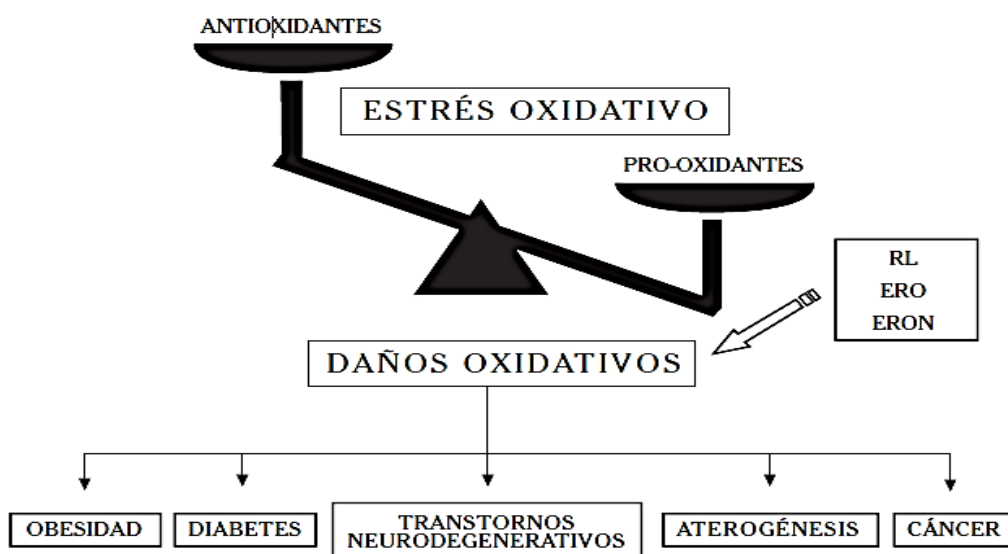 ANTIOXIDANTES
ESTRÉS OXIDATIVO
PRO-OXIDANTES
RL
ERO
ERON
DAÑOS OXIDATIVOS
OBESIDAD
DIABETES
TRANSTORNOS
NEURODEGENERATIVOS
ATEROGÉNESIS
CÁNCER